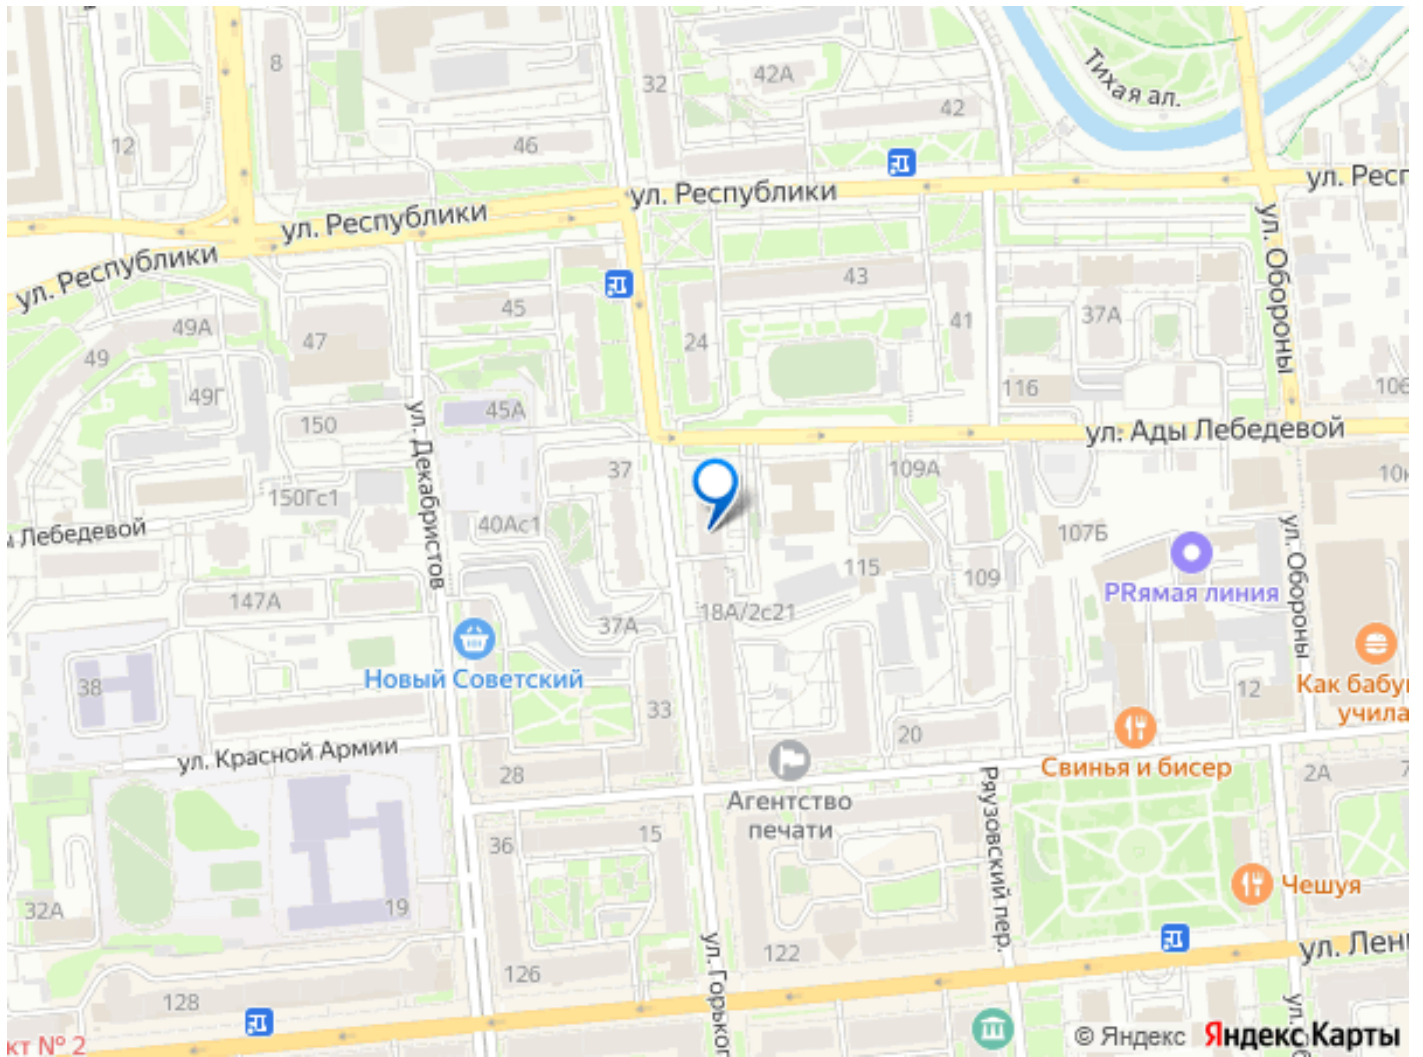 8
32
42А
Тихая ал.
42
12
46
ул. Республики
ул. Респ
ул. Республики
ул. Республики
ул. Обороны
43
45
41
37А
49А
47
24
49
49Г
116
106
45А
150
ул. Ады Лебедевой
ул. Декабристов
37
109А
10к
150Гс1
40Ас1
107Б
ул. Обороны
Лебедевой
115
109
PRямая линия
147А
18А/2с21
37А
Новый Советский
38
Как бабу
учила
12
33
20
ул. Красной Армии
28
Свинья и бисер
2А
7
Агентство
печати
Ряузовский пер.
15
36
Чешуя
32А
19
ул. Горьког
122
ул. Лен
126
128
ул.
кт № 2
© Яндекс Яндекс Карты